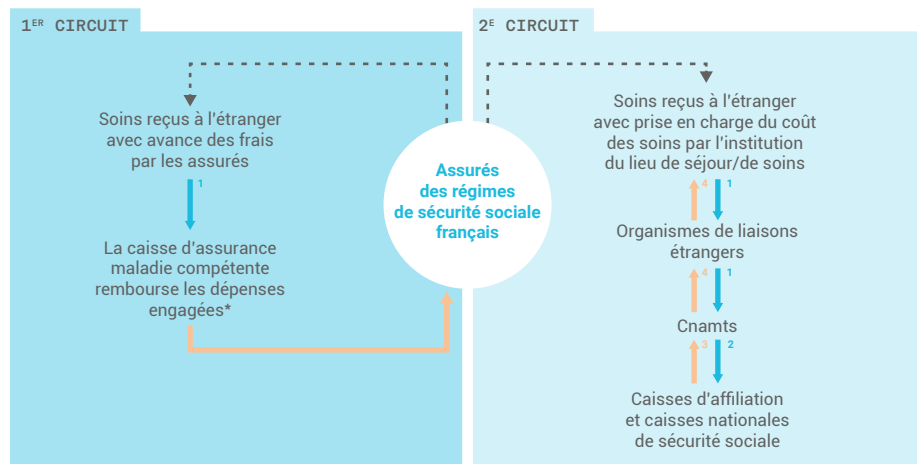 1ER CIRCUIT
Soins reçus à l'étranger
avec avance des frais
par les assurés
1
La caisse d'assurance
maladie compétente
rembourse les dépenses
engagées*
Assurés
des régimes
de sécurité sociale
français
2E CIRCUIT
Soins reçus à l'étranger
avec prise en charge du coût
des soins par l'institution
du lieu de séjour/de soins
4 1
Organismes de liaisons
étrangers
4 1
Cnamts
3 2
Caisses d'affiliation
et caisses nationales
de sécurité sociale